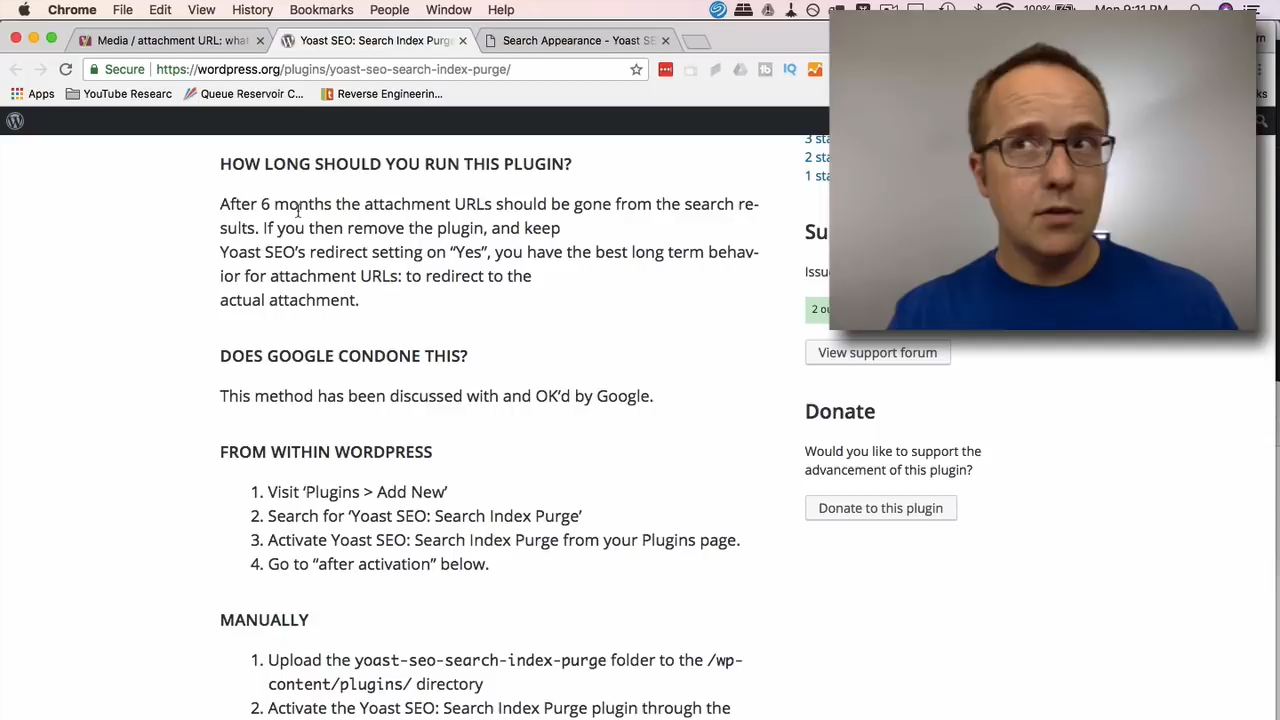 Chrome File Edit View History Bookmarks People Window Help 100% Mon 9:11 PM
Media / attachment URL: what
Yoast SEO: Search Index Purge
Search Appearance - Yoast SE
Secure https://wordpress.org/plugins/yoast-seo-search-index-purge/
Apps YouTube Researc Queue Reservoir C... Reverse Engineerin...
HOW LONG SHOULD YOU RUN THIS PLUGIN?
After 6 months the attachment URLs should be gone from the search re-
sults. If you then remove the plugin, and keep
Yoast SEO’s redirect setting on “Yes”, you have the best long term behav-
ior for attachment URLs: to redirect to the
actual attachment.
DOES GOOGLE CONDONE THIS?
This method has been discussed with and OK’d by Google.
FROM WITHIN WORDPRESS
1. Visit ‘Plugins > Add New’
2. Search for ‘Yoast SEO: Search Index Purge’
3. Activate Yoast SEO: Search Index Purge from your Plugins page.
4. Go to “after activation” below.
MANUALLY
1. Upload the yoast-seo-search-index-purge folder to the /wp-
content/plugins/ directory
2. Activate the Yoast SEO: Search Index Purge plugin through the
3 sta
2 sta
1 sta
Su
Issu
2 ou
View support forum
Donate
Would you like to support the
advancement of this plugin?
Donate to this plugin